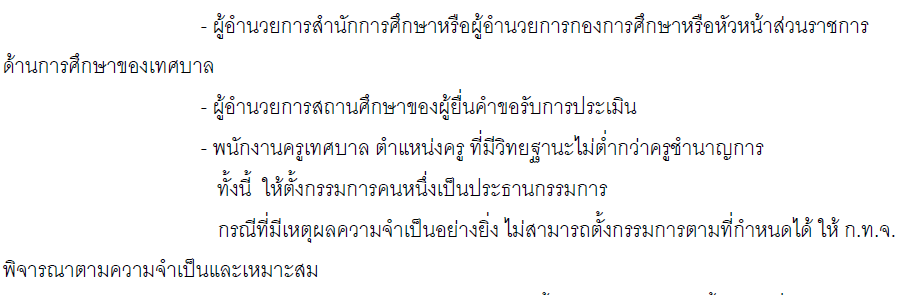 - ผู้อำนวยการสำนักการศึกษาหรือผู้อำนวยการกองการศึกษาหรือหัวหน้าส่วนราชการ
ด้านการศึกษาของเทศบาล
- ผู้อำนวยการสถานศึกษาของผู้ยื่นคำขอรับการประเมิน
- พนักงานครูเทศบาล ตำแหน่งครู ที่มีวิทยฐานะไม่ต่ำกว่าครูชำนาญการ
ทั้งนี้ ให้ตั้งกรรมการคนหนึ่งเป็นประธานกรรมการ
กรณีที่มีเหตุผลความจำเป็นอย่างยิ่ง ไม่สามารถตั้งกรรมการตามที่กำหนดได้ ให้ ก.ท.จ.
พิจารณาตามความจำเป็นและเหมาะสม